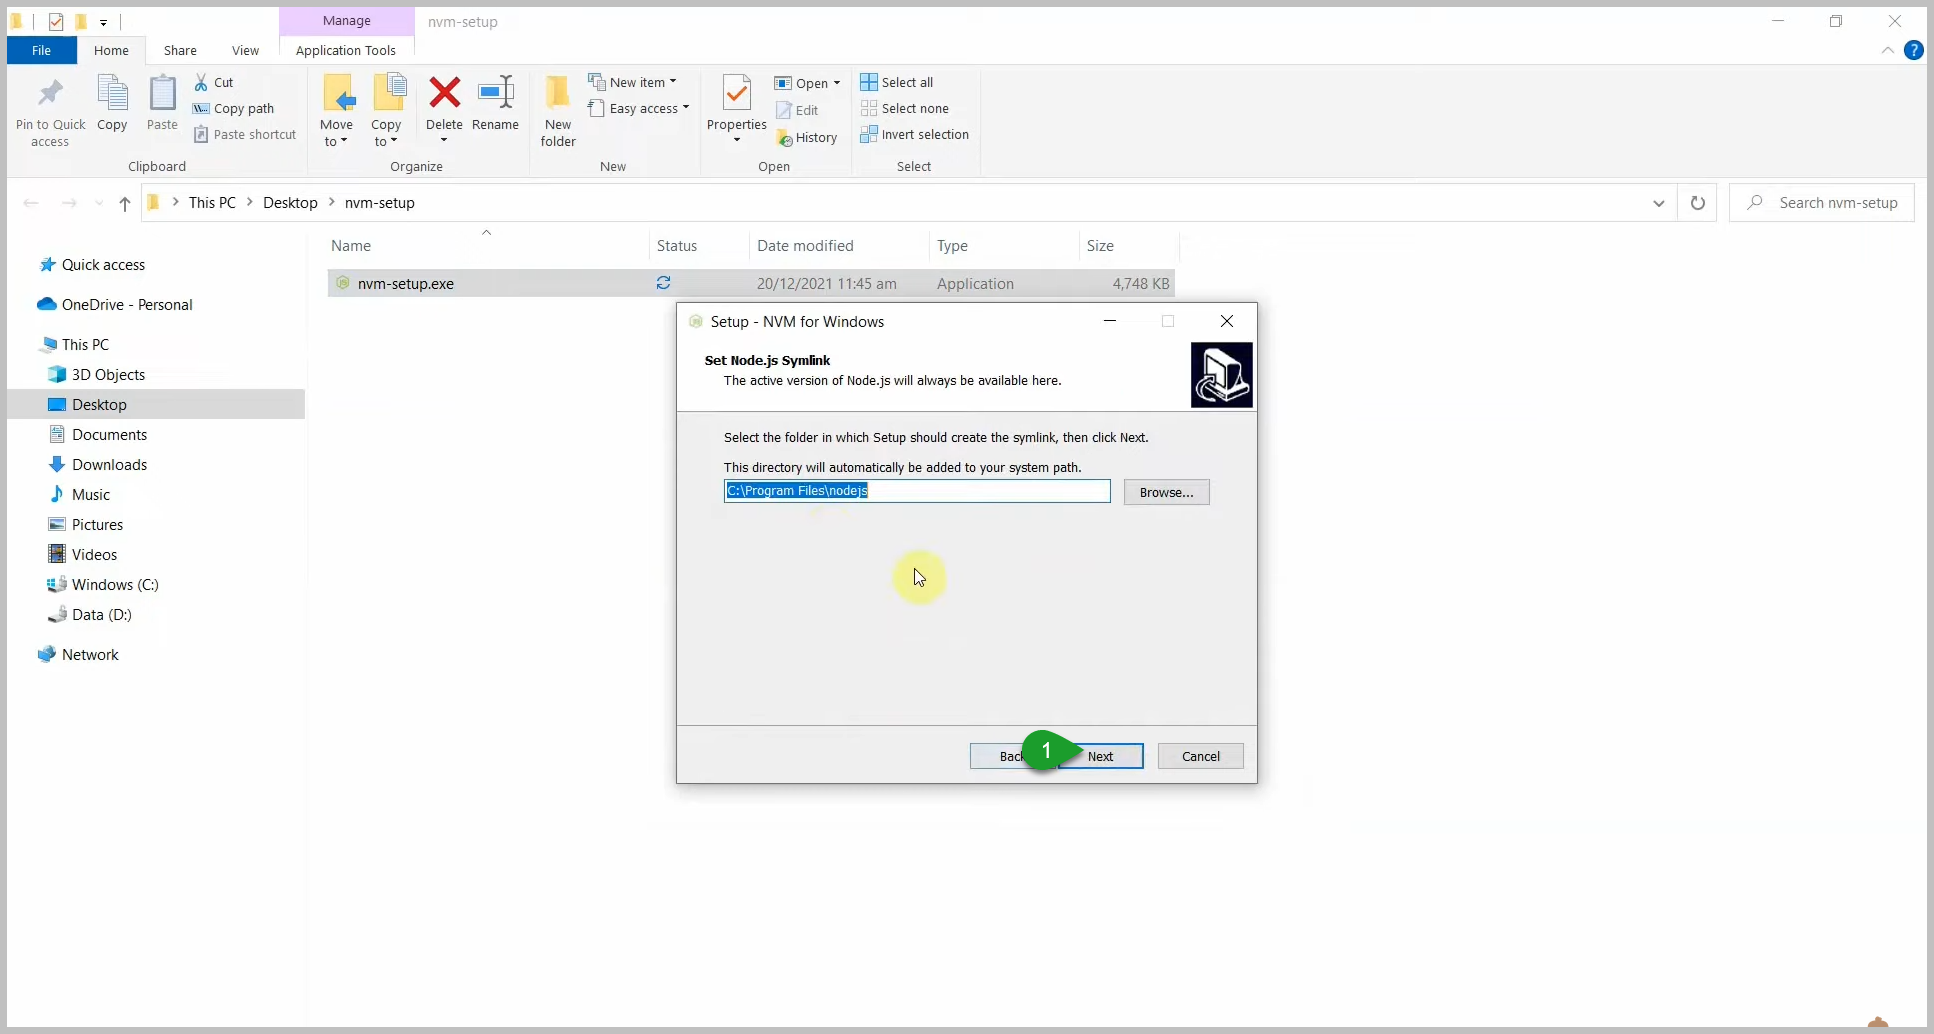 Manage
nvm-setup
File
Home
Share
View
Application Tools
?
Pin to Quick
access
Copy
Paste
Cut
Copy path
Paste shortcut
Clipboard
Move
to
Copy
to
Delete
Rename
Organize
New
folder
New item
Easy access
New
Properties
Open
Edit
History
Open
Select all
Select none
Invert selection
Select
This PC > Desktop > nvm-setup
Search nvm-setup
Name
Status
Date modified
Type
Size
nvm-setup.exe
20/12/2021 11:45 am
Application
4,748 KB
Quick access
OneDrive - Personal
This PC
3D Objects
Desktop
Documents
Downloads
Music
Pictures
Videos
Windows (C:)
Data (D:)
Network
Setup - NVM for Windows
Set Node.js Symlink
The active version of Node.js will always be available here.
Select the folder in which Setup should create the symlink, then click Next.
This directory will automatically be added to your system path.
C:\Program Files\nodejs
Browse...
Back
1
Next
Cancel